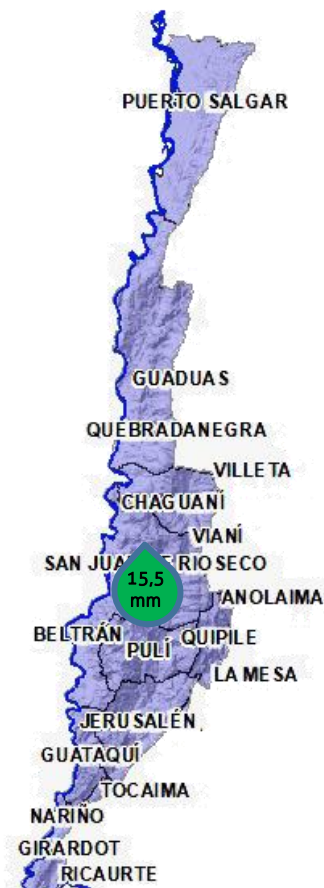 PUERTO SALGAR
GUADUAS
QUEBRADANEGRA
VILLETA
CHAGUANÍ
VIANÍ
SAN JUA E RIOSECO
15,5
mm
ANOLAIMA
BELTRÁN
QUIPILE
PULÍ
LA MESA
JERUSALÉN
GUATAQUÍ
TOCAIMA
NARIÑO
GIRARDOT
RICAURTE